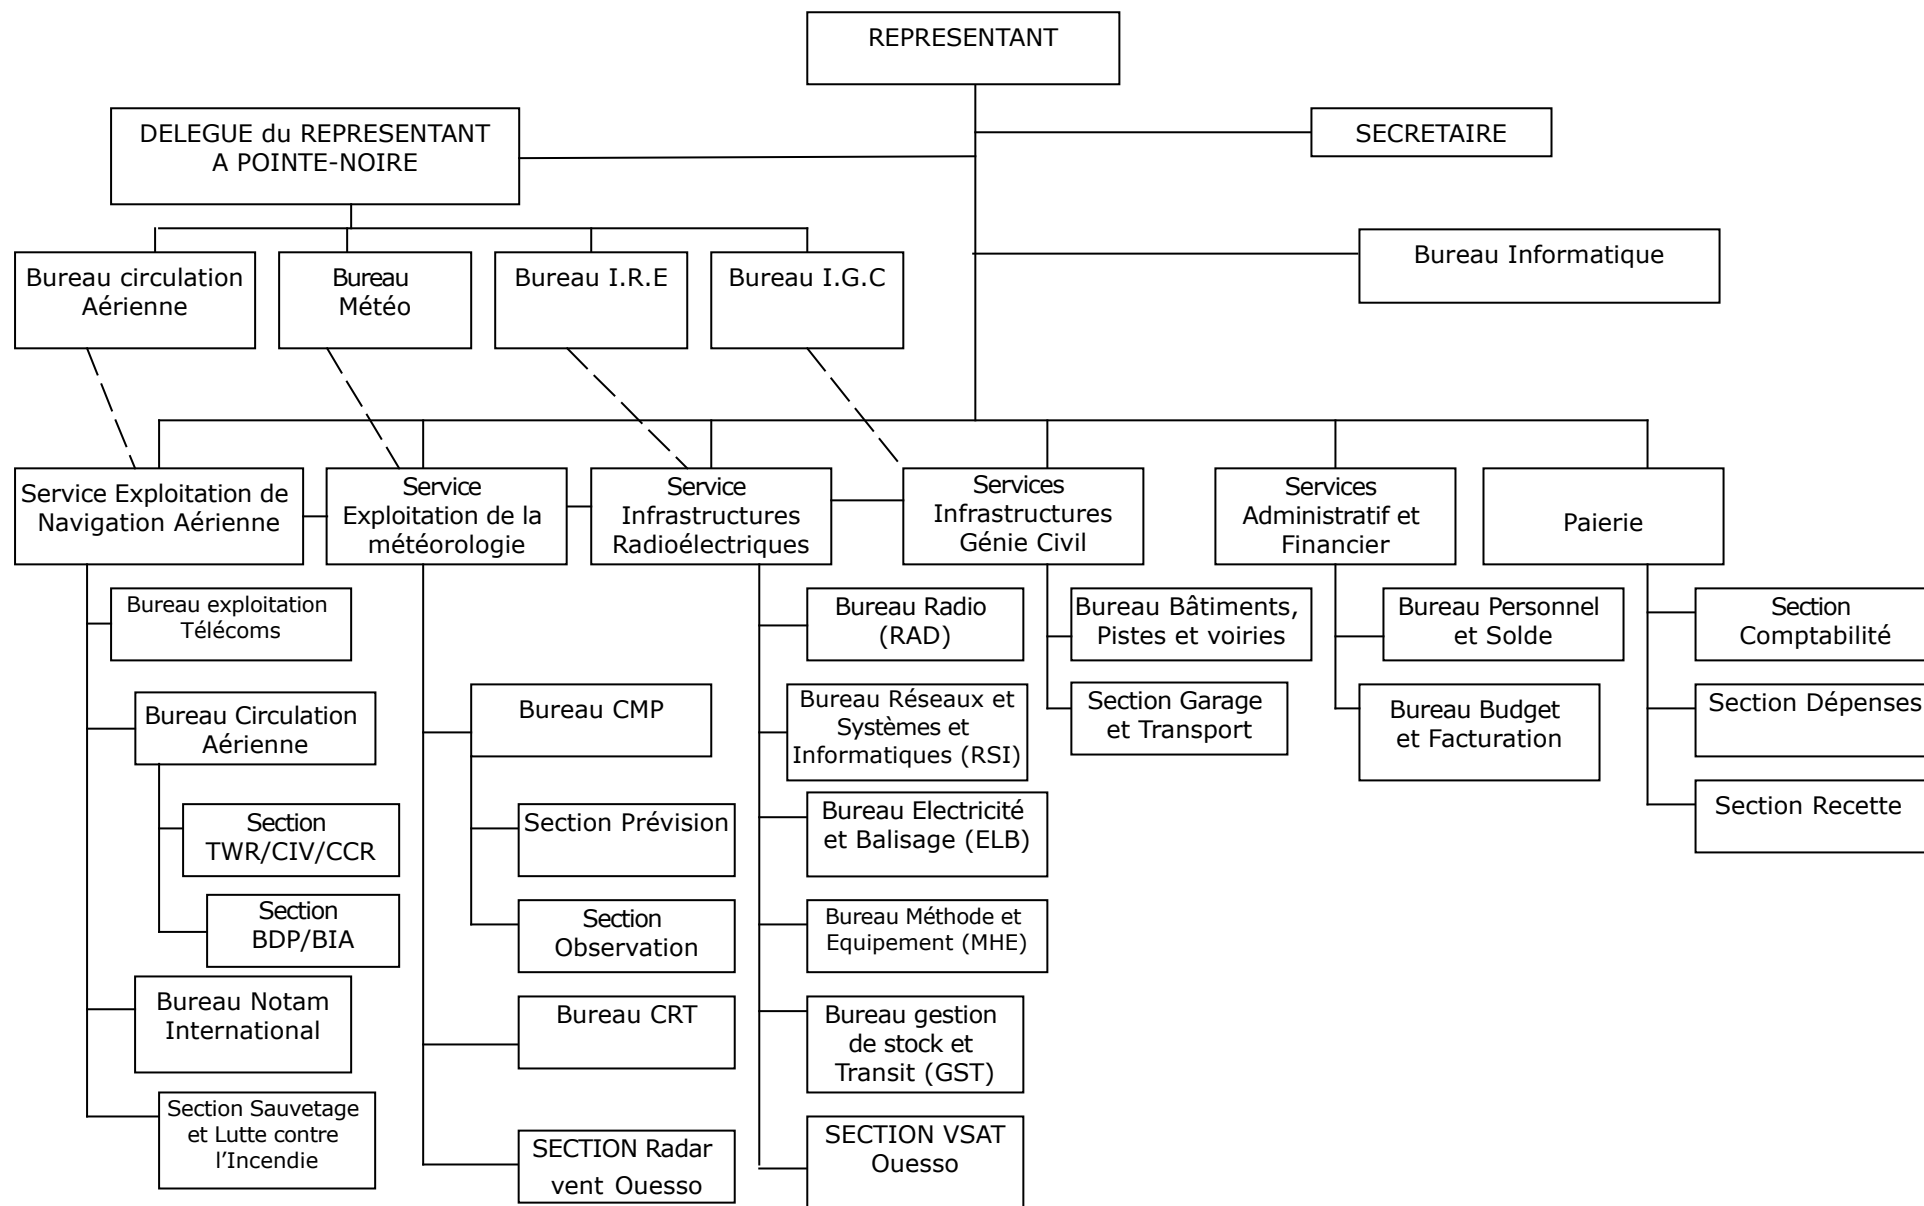 REPRESENTANT
DELEGUE du REPRESENTANT
A POINTE-NOIRE
SECRETAIRE
Bureau Informatique
Bureau circulation
Aérienne
Bureau
Météo
Bureau I.R.E
Bureau I.G.C
Service Exploitation de
Navigation Aérienne
Service
Exploitation de la
météorologie
Service
Infrastructures
Radioélectriques
Services
Infrastructures
Génie Civil
Services
Administratif et
Financier
Paierie
Bureau exploitation
Télécoms
Bureau Circulation
Aérienne
Section
TWR/CIV/CCR
Section
BDP/BIA
Bureau Notam
International
Section Sauvetage
et Lutte contre
l’Incendie
Bureau CMP
Section Prévision
Section
Observation
Bureau CRT
SECTION Radar
vent Ouesso
Bureau Radio
(RAD)
Bureau Réseaux et
Systèmes et
Informatiques (RSI)
Bureau Electricité
et Balisage (ELB)
Bureau Méthode et
Equipement (MHE)
Bureau gestion
de stock et
Transit (GST)
SECTION VSAT
Ouesso
Bureau Bâtiments,
Pistes et voiries
Section Garage
et Transport
Bureau Personnel
et Solde
Bureau Budget
et Facturation
Section
Comptabilité
Section Dépenses
Section Recette